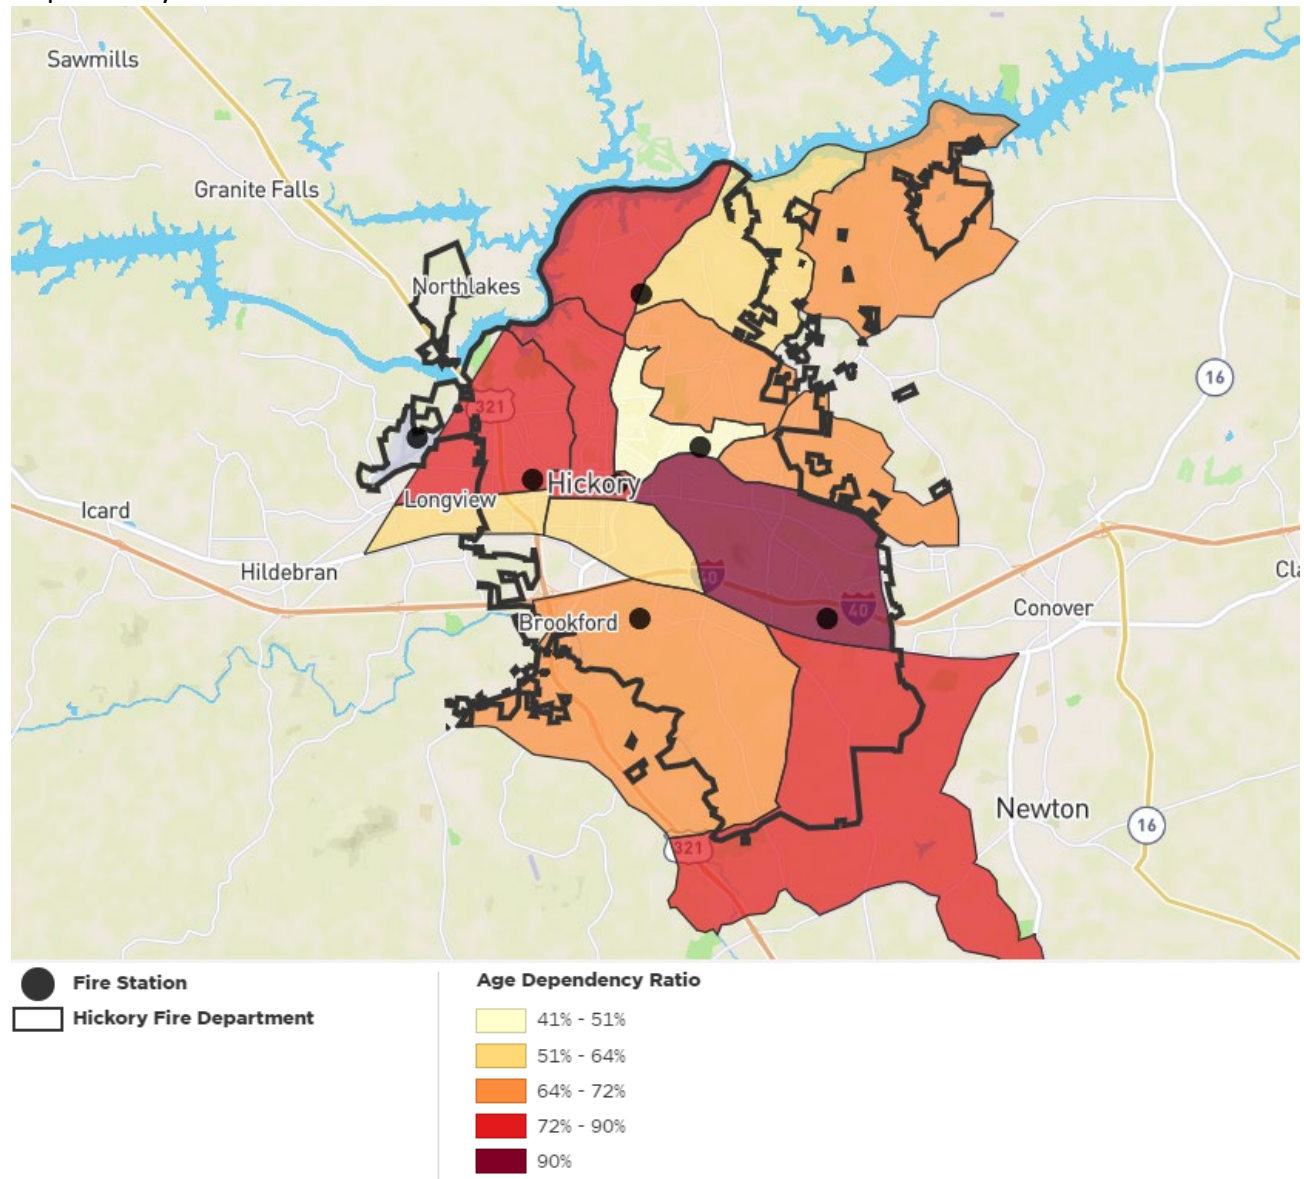 Sawmills
Granite Falls
Northlakes
16
321
Hickory
Longview
Icard
Hildebran
40
40
Conover
Brookford
Newton
16
321
Fire Station
Hickory Fire Department
Age Dependency Ratio
41% - 51%
51% - 64%
64% - 72%
72% - 90%
90%